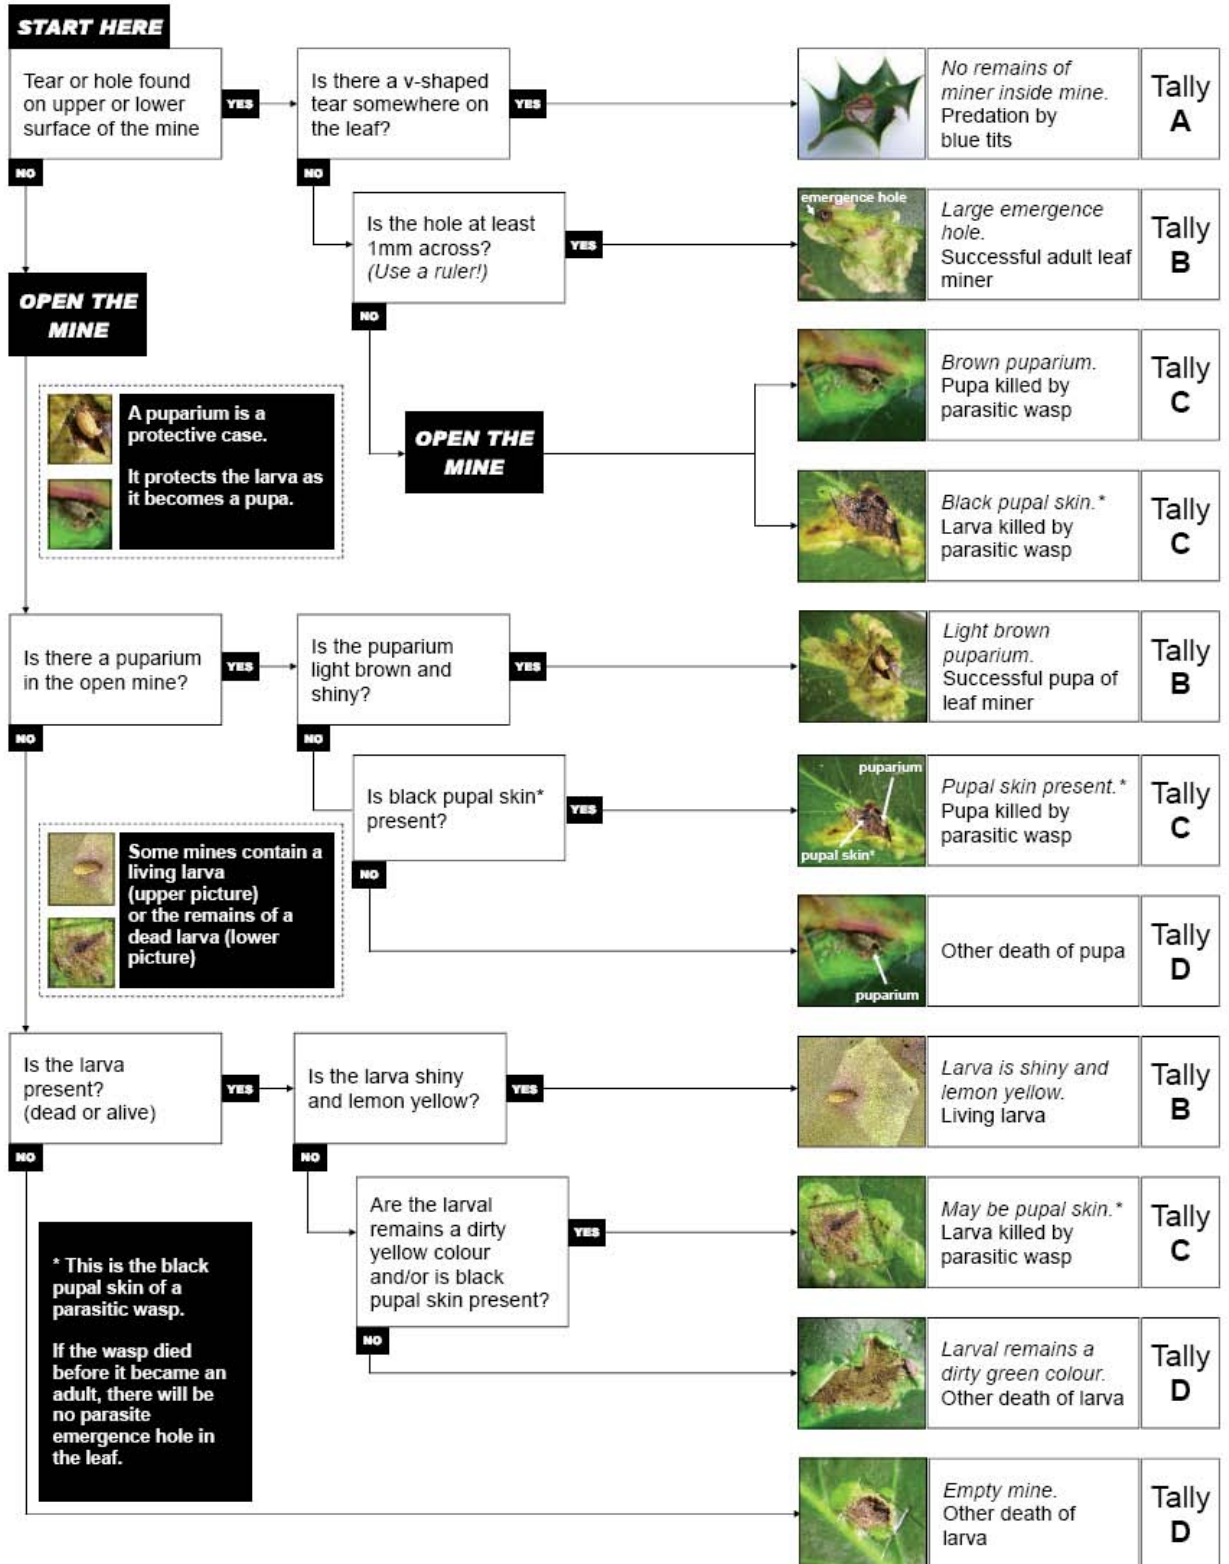 START HERE
Tear or hole found
on upper or lower
surface of the mine
YES
NO
Is there a v-shaped
tear somewhere on
the leaf?
YES
NO
No remains of
miner inside mine.
Predation by
blue tits
Tally
A
Is the hole at least
1mm across?
(Use a ruler!)
YES
NO
emergence hole
Large emergence
hole.
Successful adult leaf
miner
Tally
B
OPEN THE
MINE
A puparium is a
protective case.
It protects the larva as
it becomes a pupa.
OPEN THE
MINE
Brown puparium.
Pupa killed by
parasitic wasp
Tally
C
Black pupal skin.*
Larva killed by
parasitic wasp
Tally
C
Is there a puparium
in the open mine?
YES
NO
Is the puparium
light brown and
shiny?
YES
NO
Light brown
puparium.
Successful pupa of
leaf miner
Tally
B
Is black pupal skin*
present?
YES
NO
puparium
pupal skin*
Pupal skin present.*
Pupa killed by
parasitic wasp
Tally
C
Some mines contain a
living larva
(upper picture)
or the remains of a
dead larva (lower
picture)
puparium
Other death of pupa
Tally
D
Is the larva
present?
(dead or alive)
YES
NO
Is the larva shiny
and lemon yellow?
YES
NO
Larva is shiny and
lemon yellow.
Living larva
Tally
B
Are the larval
remains a dirty
yellow colour
and/or is black
pupal skin present?
YES
NO
May be pupal skin.*
Larva killed by
parasitic wasp
Tally
C
* This is the black
pupal skin of a
parasitic wasp.
If the wasp died
before it became an
adult, there will be
no parasite
emergence hole in
the leaf.
Larval remains a
dirty green colour.
Other death of larva
Tally
D
Empty mine.
Other death of
larva
Tally
D